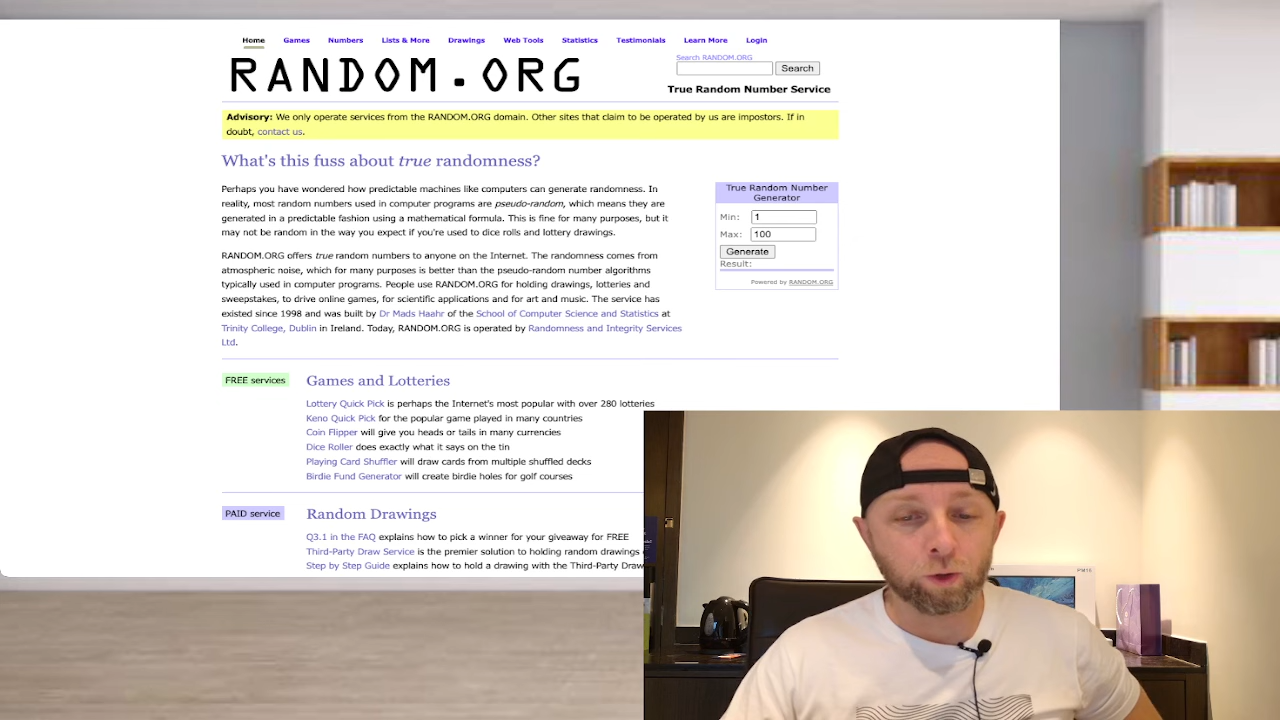 Home Games Numbers Lists & More Drawings Web Tools Statistics Testimonials Learn More Login
RANDOM.ORG
Search RANDOM.ORG
Search
True Random Number Service
Advisory: We only operate services from the RANDOM.ORG domain. Other sites that claim to be operated by us are impostors. If in
doubt, contact us.
What's this fuss about true randomness?
Perhaps you have wondered how predictable machines like computers can generate randomness. In
reality, most random numbers used in computer programs are pseudo-random, which means they are
generated in a predictable fashion using a mathematical formula. This is fine for many purposes, but it
may not be random in the way you expect if you're used to dice rolls and lottery drawings.
RANDOM.ORG offers true random numbers to anyone on the Internet. The randomness comes from
atmospheric noise, which for many purposes is better than the pseudo-random number algorithms
typically used in computer programs. People use RANDOM.ORG for holding drawings, lotteries and
sweepstakes, to drive online games, for scientific applications and for art and music. The service has
existed since 1998 and was built by Dr Mads Haahr of the School of Computer Science and Statistics at
Trinity College, Dublin in Ireland. Today, RANDOM.ORG is operated by Randomness and Integrity Services
Ltd.
True Random Number
Generator
Min: 1
Max: 100
Generate
Result:
Powered by RANDOM.ORG
FREE services
Games and Lotteries
Lottery Quick Pick is perhaps the Internet's most popular with over 280 lotteries
Keno Quick Pick for the popular game played in many countries
Coin Flipper will give you heads or tails in many currencies
Dice Roller does exactly what it says on the tin
Playing Card Shuffler will draw cards from multiple shuffled decks
Birdie Fund Generator will create birdie holes for golf courses
PAID service
Random Drawings
Q3.1 in the FAQ explains how to pick a winner for your giveaway for FREE
Third-Party Draw Service is the premier solution to holding random drawings
Step by Step Guide explains how to hold a drawing with the Third-Party Draw